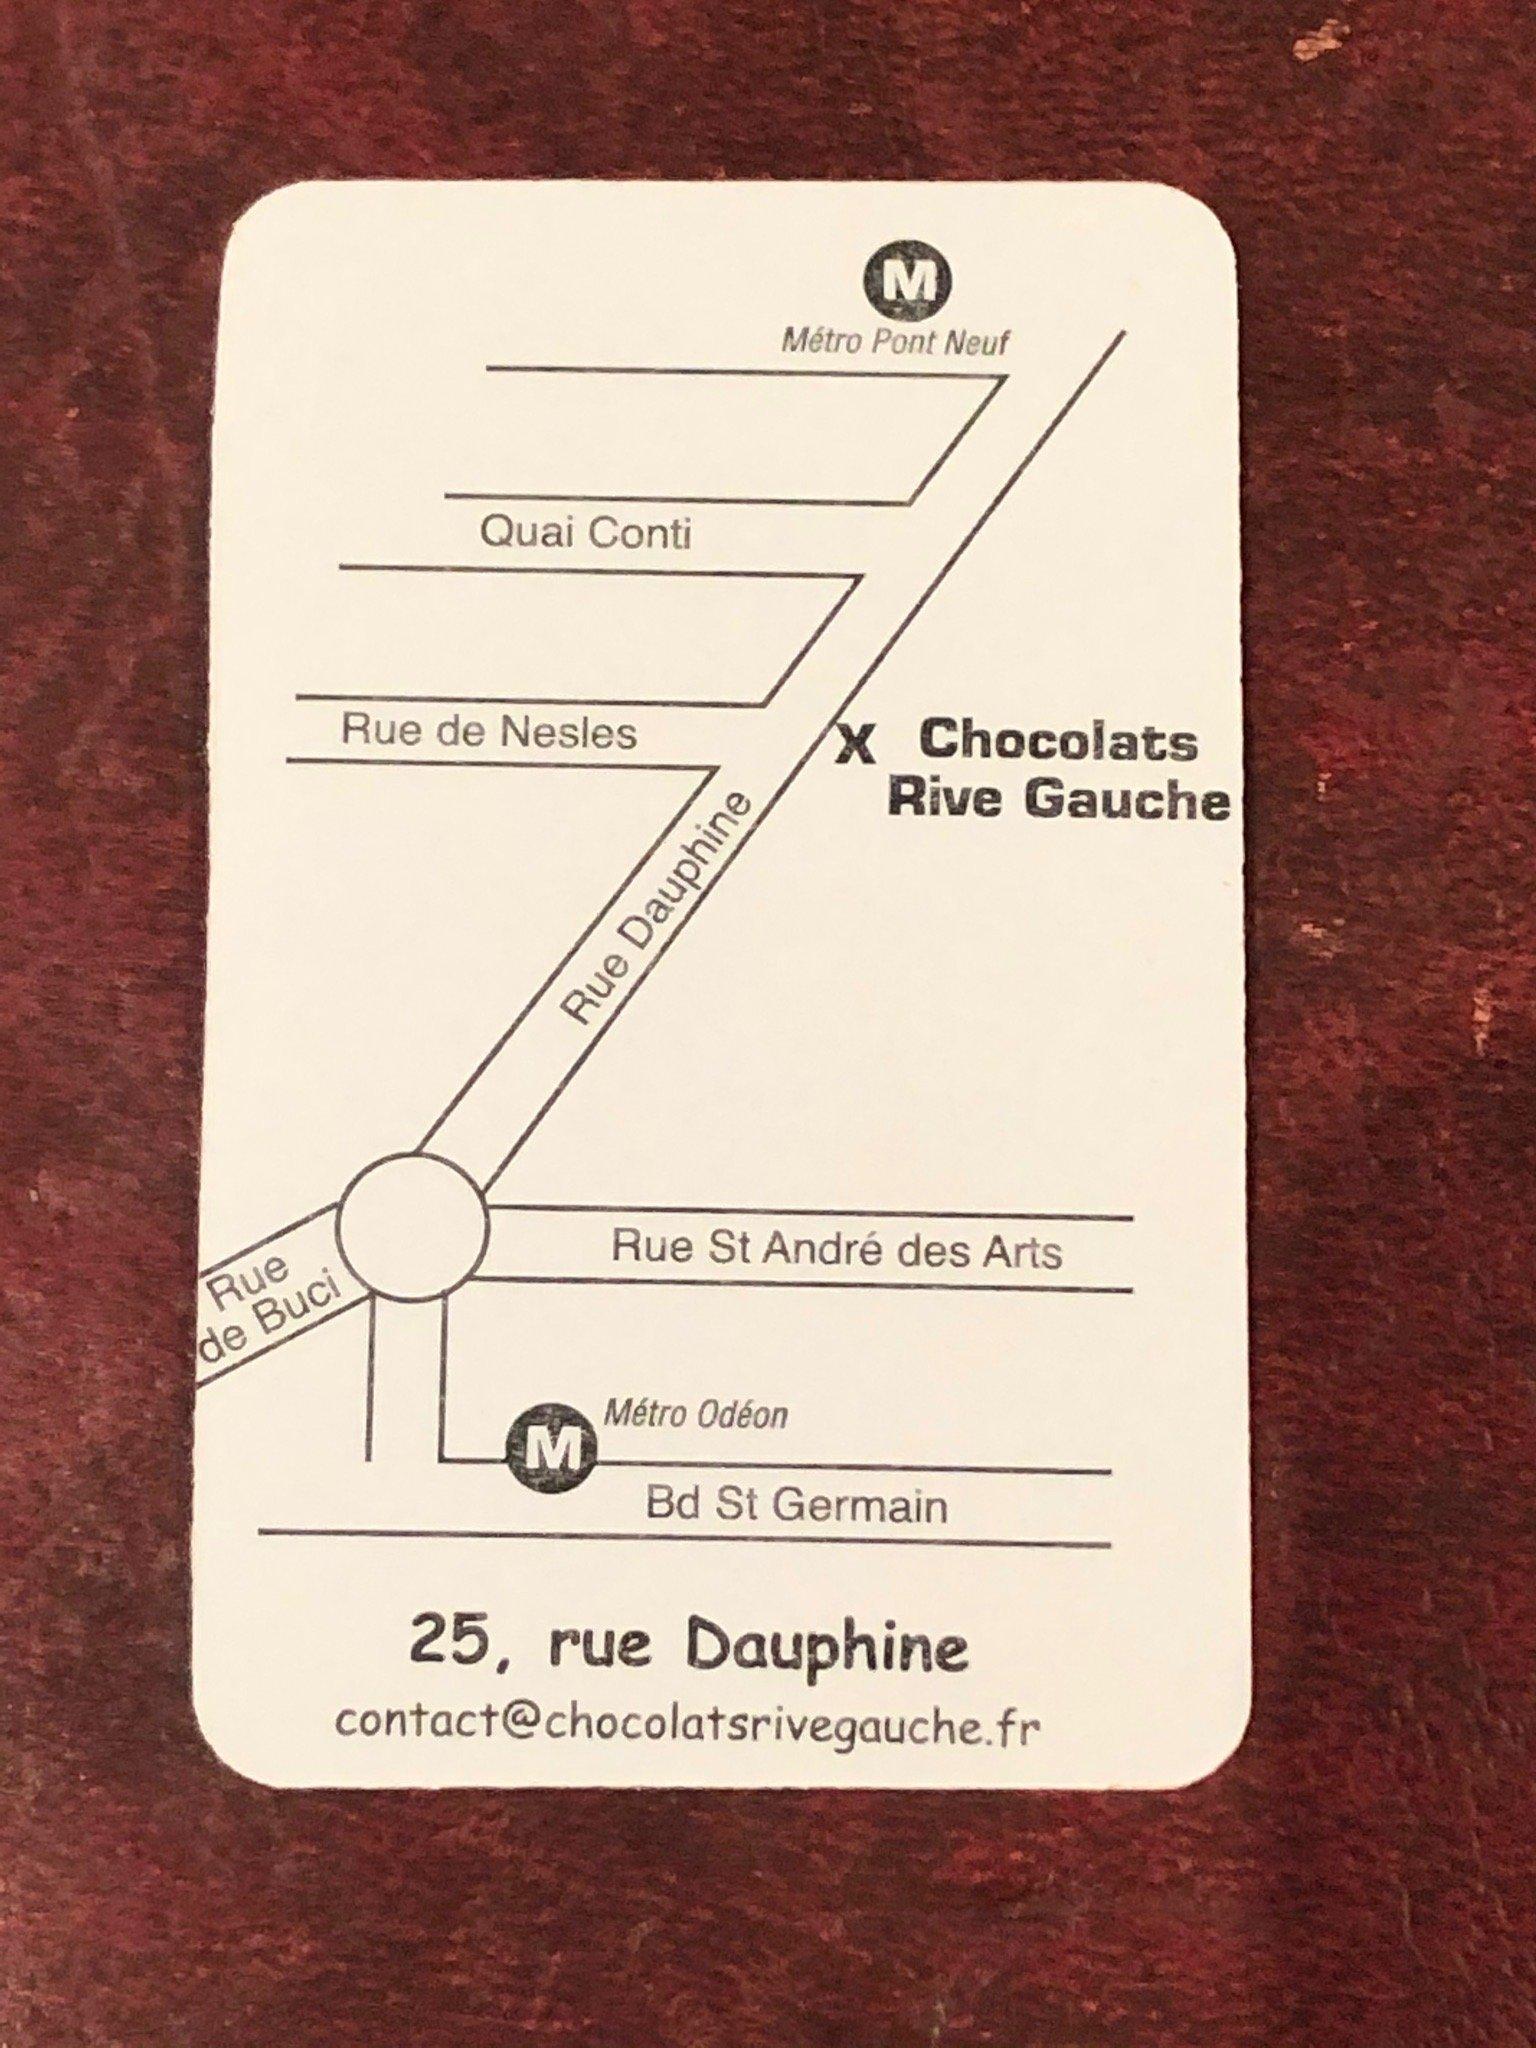 M
Métro Pont Neuf
Quai Conti
Rue de Nesles
X Chocolats
Rive Gauche
Rue Dauphine
Rue St André des Arts
Rue
de Buci
M Métro Odéon
Bd St Germain
25, rue Dauphine
contact@chocolatsrivegauche.fr